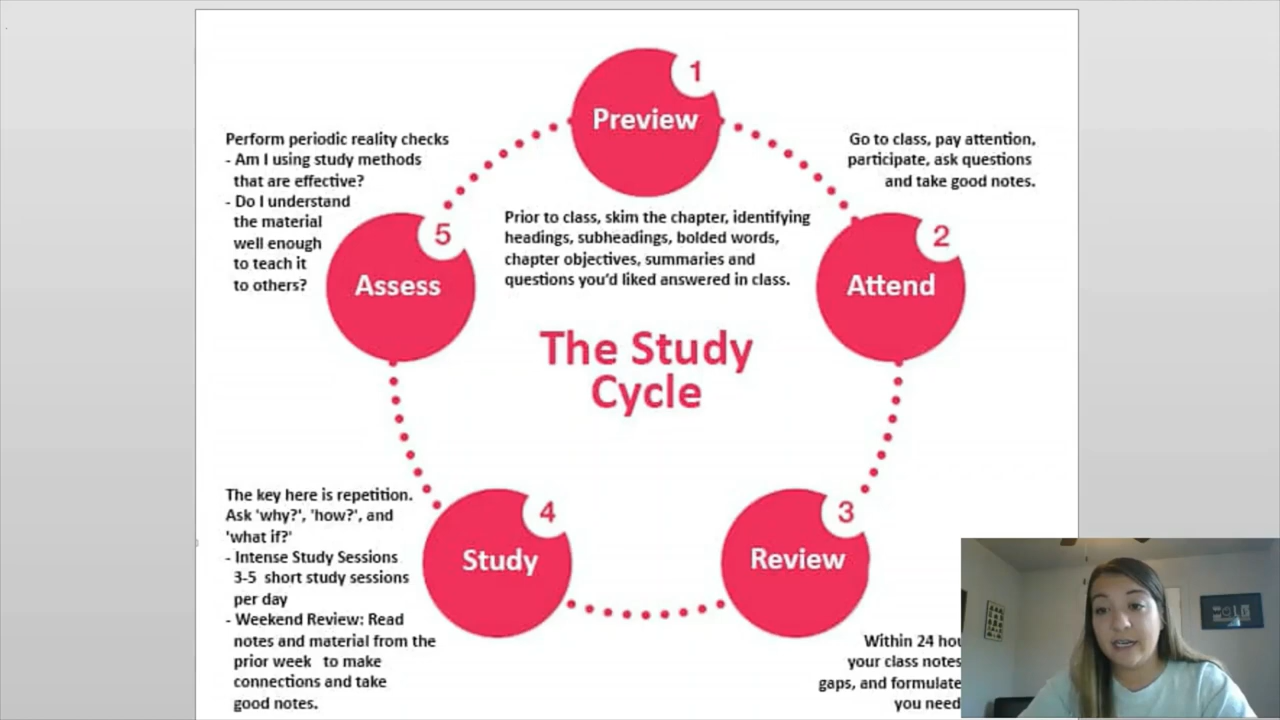 1
Preview
Prior to class, skim the chapter, identifying
headings, subheadings, bolded words,
chapter objectives, summaries and
questions you'd liked answered in class.
Go to class, pay attention,
participate, ask questions
and take good notes.
2
Attend
The Study
Cycle
3
Review
Within 24
your class notes
gaps, and formulate
you need
4
Study
The key here is repetition.
Ask 'why?', 'how?', and
'what if?'
- Intense Study Sessions
3-5 short study sessions
per day
- Weekend Review: Read
notes and material from the
prior week to make
connections and take
good notes.
Perform periodic reality checks
- Am I using study methods
that are effective?
- Do I understand
the material
well enough
to teach it
to others?
5
Assess